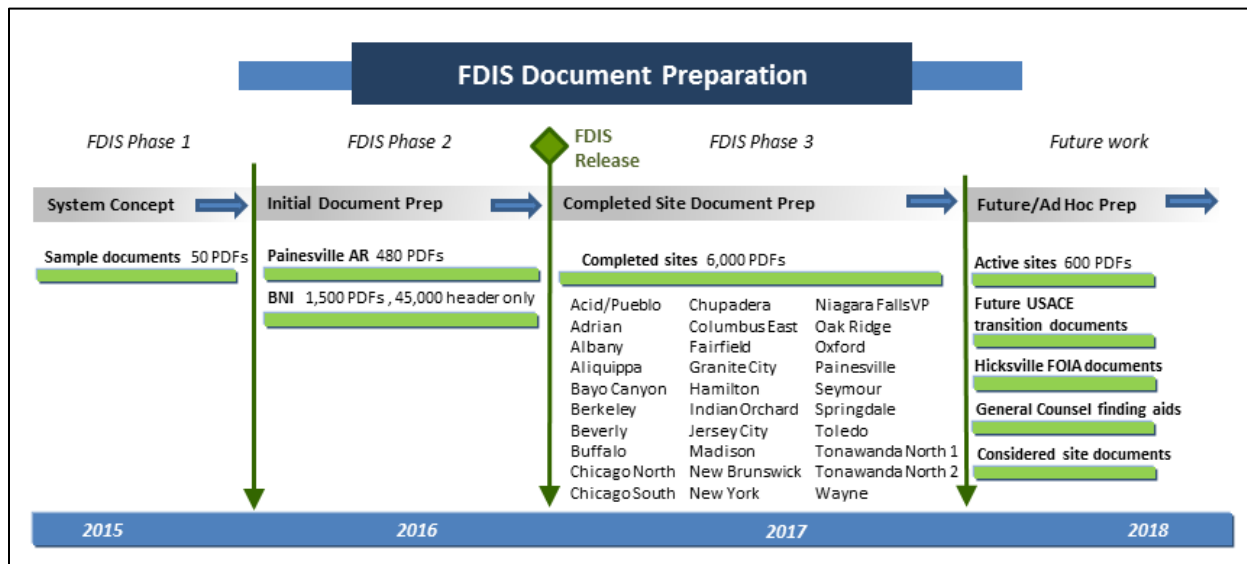 FDIS Document Preparation
FDIS Phase 1
FDIS Phase 2
FDIS
Release
FDIS Phase 3
Future work
System Concept
Initial Document Prep
Completed Site Document Prep
Future/Ad Hoc Prep
Sample documents 50 PDFs
Painesville AR 480 PDFs
BNI 1,500 PDFs , 45,000 header only
Completed sites 6,000 PDFs
Acid/Pueblo
Adrian
Albany
Aliquippa
Bayo Canyon
Berkeley
Beverly
Buffalo
Chicago North
Chicago South
Chupadera
Columbus East
Fairfield
Granite City
Hamilton
Indian Orchard
Jersey City
Madison
New Brunswick
New York
Niagara Falls VP
Oak Ridge
Oxford
Painesville
Seymour
Springdale
Toledo
Tonawanda North 1
Tonawanda North 2
Wayne
Active sites 600 PDFs
Future USACE
transition documents
Hicksville FOIA documents
General Counsel finding aids
Considered site documents
2015
2016
2017
2018